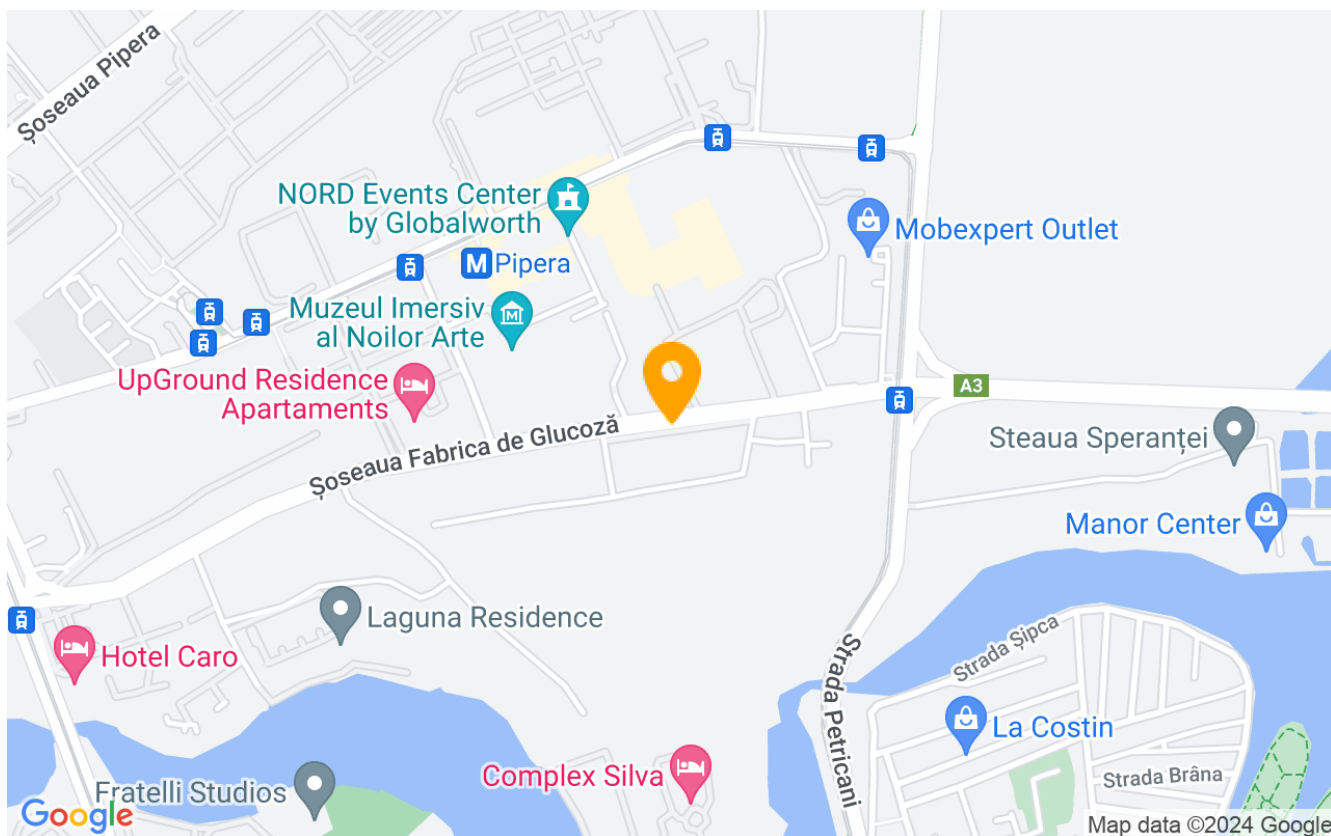 Șoseaua Pipera
NORD Events Center
by Globalworth
Mobexpert Outlet
M Pipera
Muzeul Imersiv
al Noilor Arte
UpGround Residence
Apartaments
A3
Șoseaua Fabrica de Glucoză
Steaua Speranței
Manor Center
Laguna Residence
Hotel Caro
Strada Șipca
Strada Petricani
La Costin
Complex Silva
Strada Brâna
Fratelli Studios
Google
Map data ©2024 Google